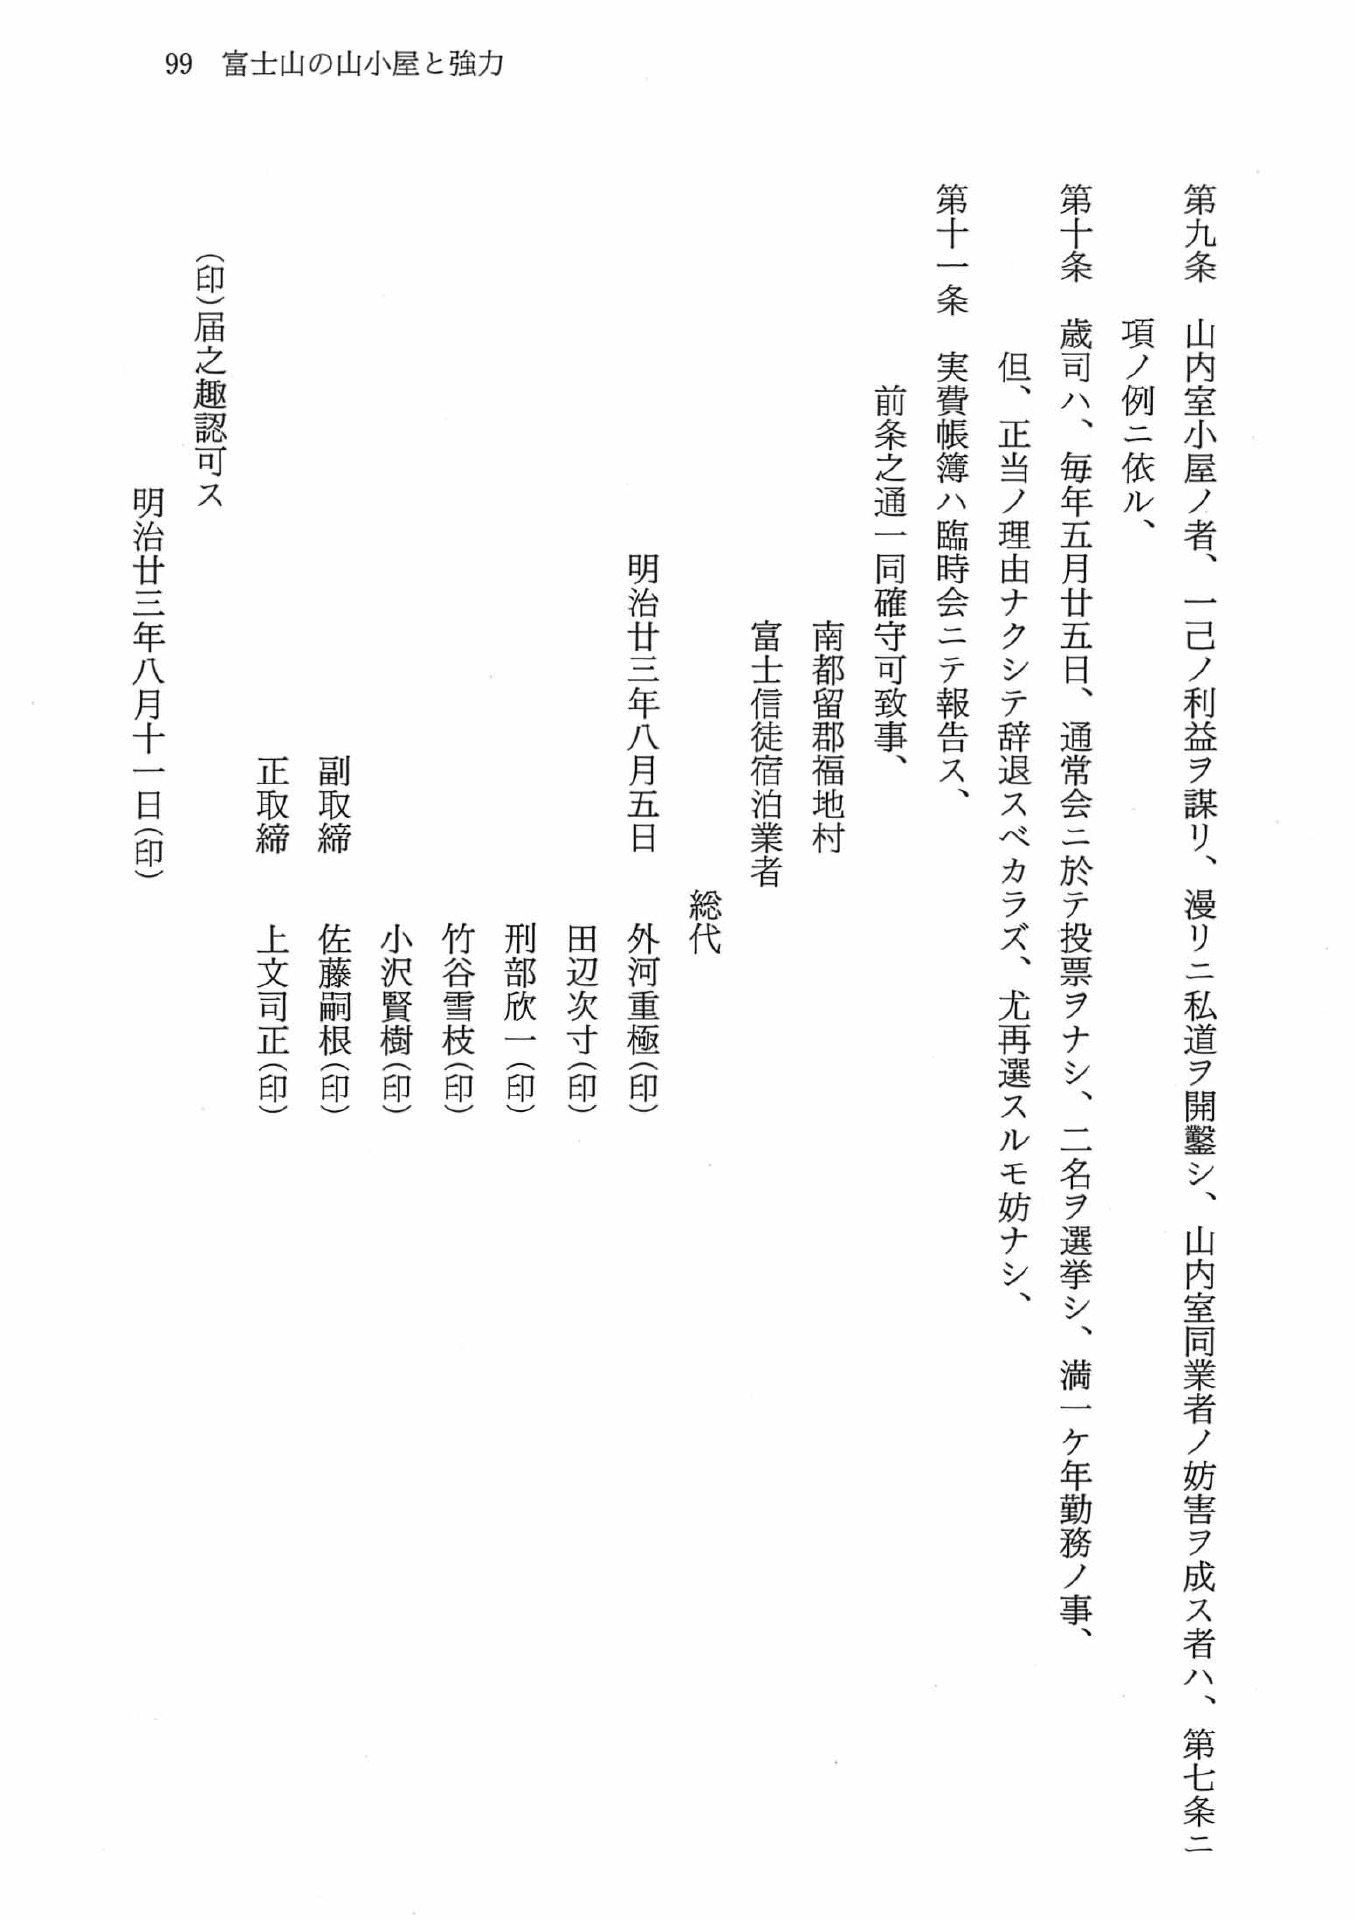 99 富士山の山小屋と強力
第九条 山内室小屋ノ者、一己ノ利益ヲ謀リ、漫リニ私道ヲ開鑿シ、山内室同業者ノ妨害ヲ成ス者ハ、第七条ニ
項ノ例ニ依ル、
第十条 歳司ハ、毎年五月廿五日、通常会ニ於テ投票ヲナシ、二名ヲ選挙シ、満一ケ年勤務ノ事、
但、正当ノ理由ナクシテ辞退スベカラズ、尤再選スルモ妨ナシ、
第十一条 実費帳簿ハ臨時会ニテ報告ス、
前条之通一同確守可致事、
南都留郡福地村
富士信徒宿泊業者
総代
明治廿三年八月五日 外河重極(印)
田辺次寸(印)
刑部欣一(印)
竹谷雪枝(印)
小沢賢樹(印)
副取締 佐藤嗣根(印)
正取締 上文司正(印)
(印)届之趣認可ス
明治廿三年八月十一日(印)